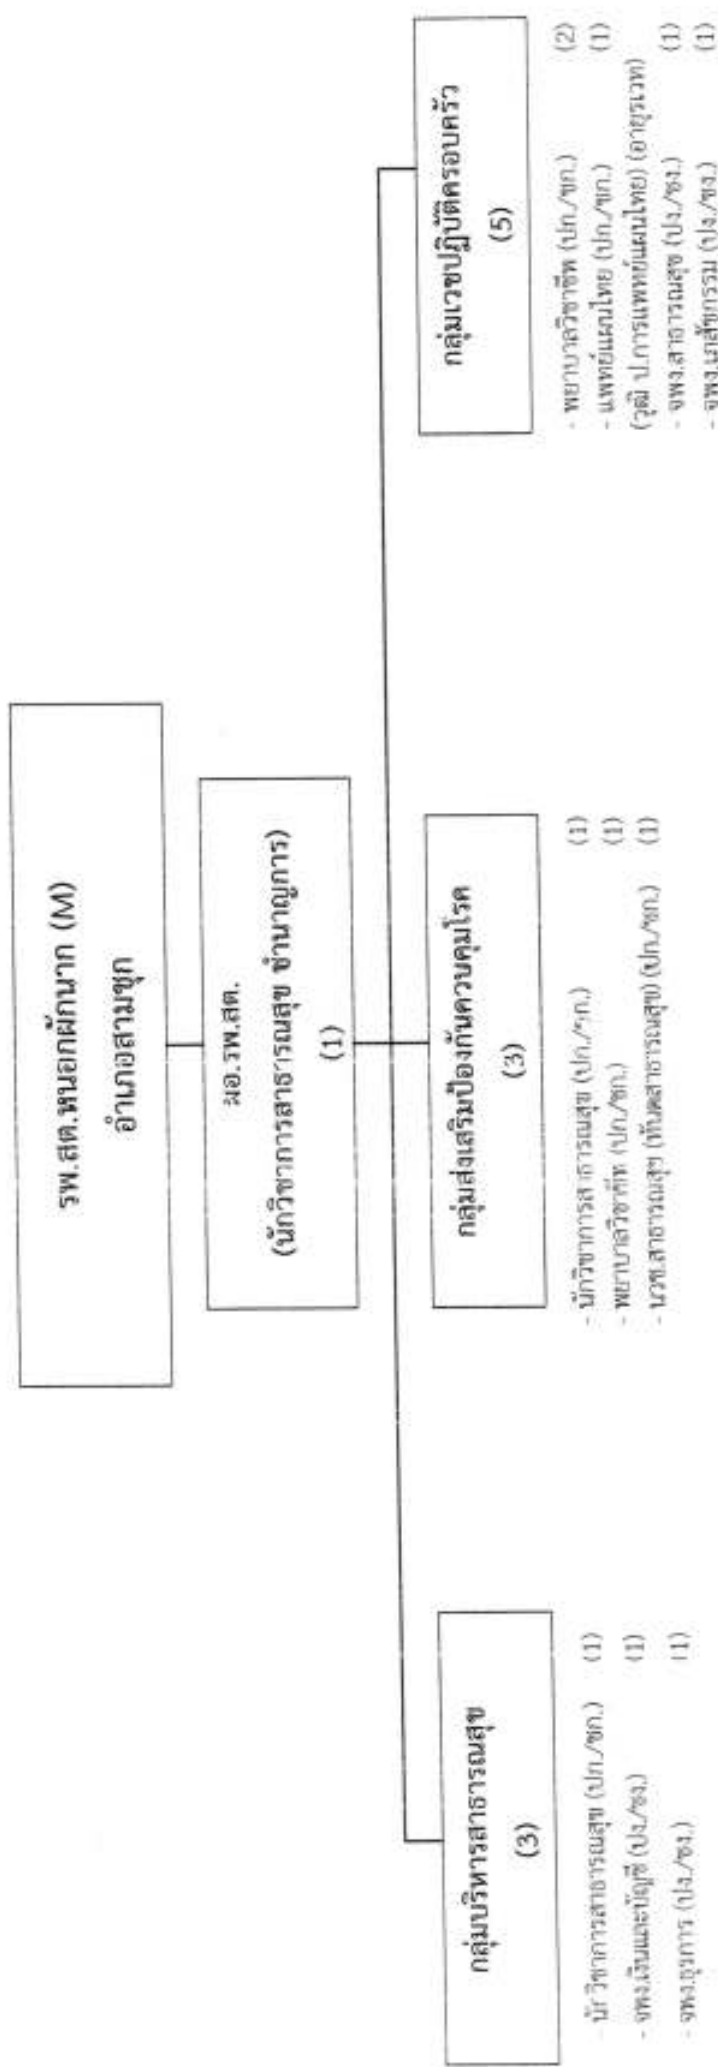 รพ.สต.หนอกผักนาก (M)
อำเภอสามชุก
ผอ.รพ.สต.
(นักวิชาการสาธารณสุข ชำนาญการ)
(1)
กลุ่มบริหารสาธารณสุข
(3)
- นักวิชาการสาธารณสุข (ปก./ชก.) (1)
- จพง.เงินและบัญชี (ปง./ชง.) (1)
- จพง.ธุรการ (ปง./ชง.) (1)
กลุ่มส่งเสริมป้องกันควบคุมโรค
(3)
- นักวิชาการสาธารณสุข (ปก./ชก.) (1)
- พยาบาลวิชาชีพ (ปก./ชก.) (1)
- นวช.สาธารณสุข (ทันตสาธารณสุข) (ปก./ชก.) (1)
กลุ่มเวชปฏิบัติครอบครัว
(5)
- พยาบาลวิชาชีพ (ปก./ชก.) (2)
- แพทย์แผนไทย (ปก./ชก.) (1)
(วุฒิ ป.การแพทย์แผนไทย) (อายุรเวท)
- จพง.สาธารณสุข (ปง./ชง.) (1)
- จพง.เภสัชกรรม (ปง./ชง.) (1)